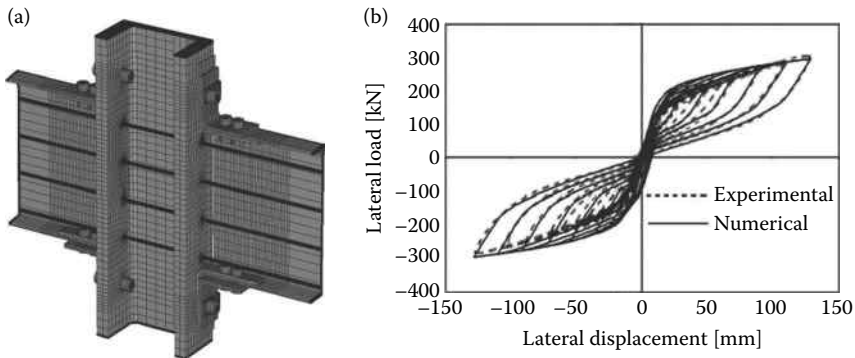 (a)
(b)
400
300
200
100
0
−100
−200
−300
−400
Lateral load [kN]
Experimental
Numerical
−150 −100 −50 0 50 100 150
Lateral displacement [mm]